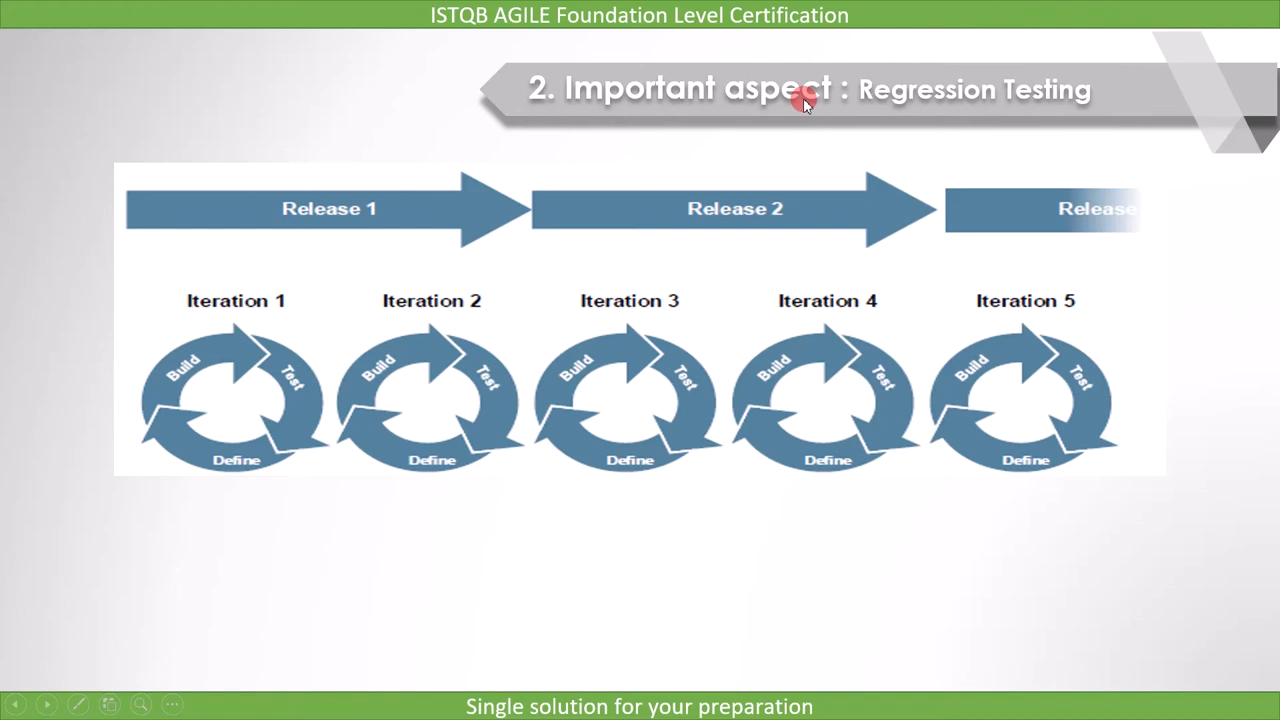 ISTQB AGILE Foundation Level Certification
2. Important aspect : Regression Testing
Release 1
Release 2
Release
Iteration 1
Iteration 2
Iteration 3
Iteration 4
Iteration 5
Build
Test
Define
Build
Test
Define
Build
Test
Define
Build
Test
Define
Build
Test
Define
Single solution for your preparation